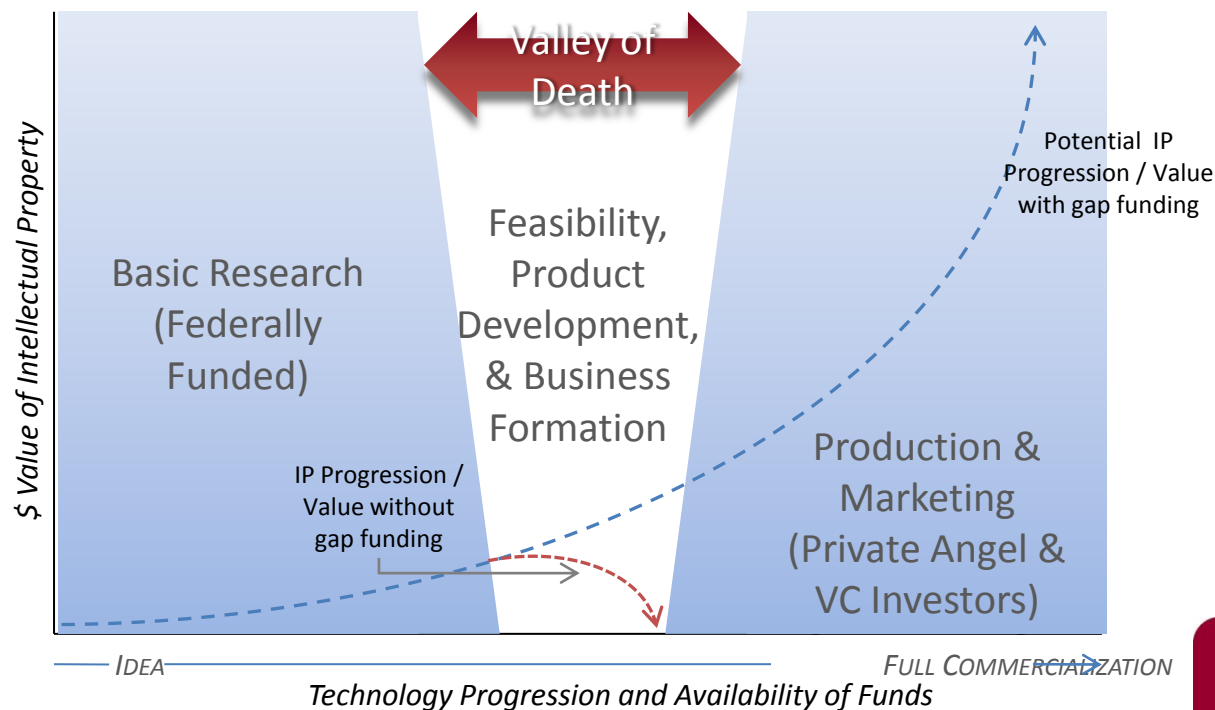 Valley of
Death
$ Value of Intellectual Property
Potential IP
Progression / Value
with gap funding
Feasibility,
Product
Development,
& Business
Formation
Basic Research
(Federally
Funded)
IP Progression /
Value without
gap funding
Production &
Marketing
(Private Angel &
VC Investors)
IDEA
FULL COMMERCIALIZATION
Technology Progression and Availability of Funds